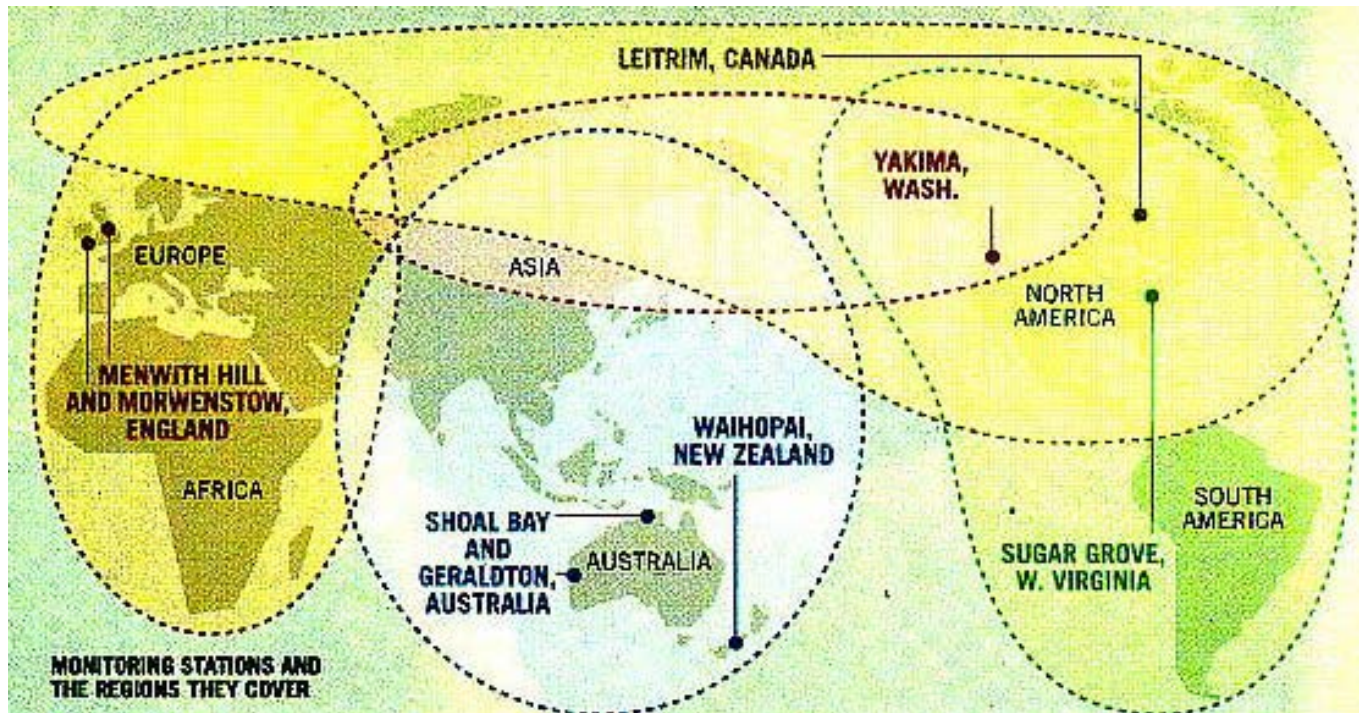 LEITRIM, CANADA
YAKIMA,
WASH.
EUROPE
ASIA
NORTH
AMERICA
MENWITH HILL
AND MORWENSTOW,
ENGLAND
WAIHOPAI,
NEW ZEALAND
AFRICA
SHOAL BAY
AND
GERALDTON,
AUSTRALIA
AUSTRALIA
SOUTH
AMERICA
SUGAR GROVE,
W. VIRGINIA
MONITORING STATIONS AND
THE REGIONS THEY COVER